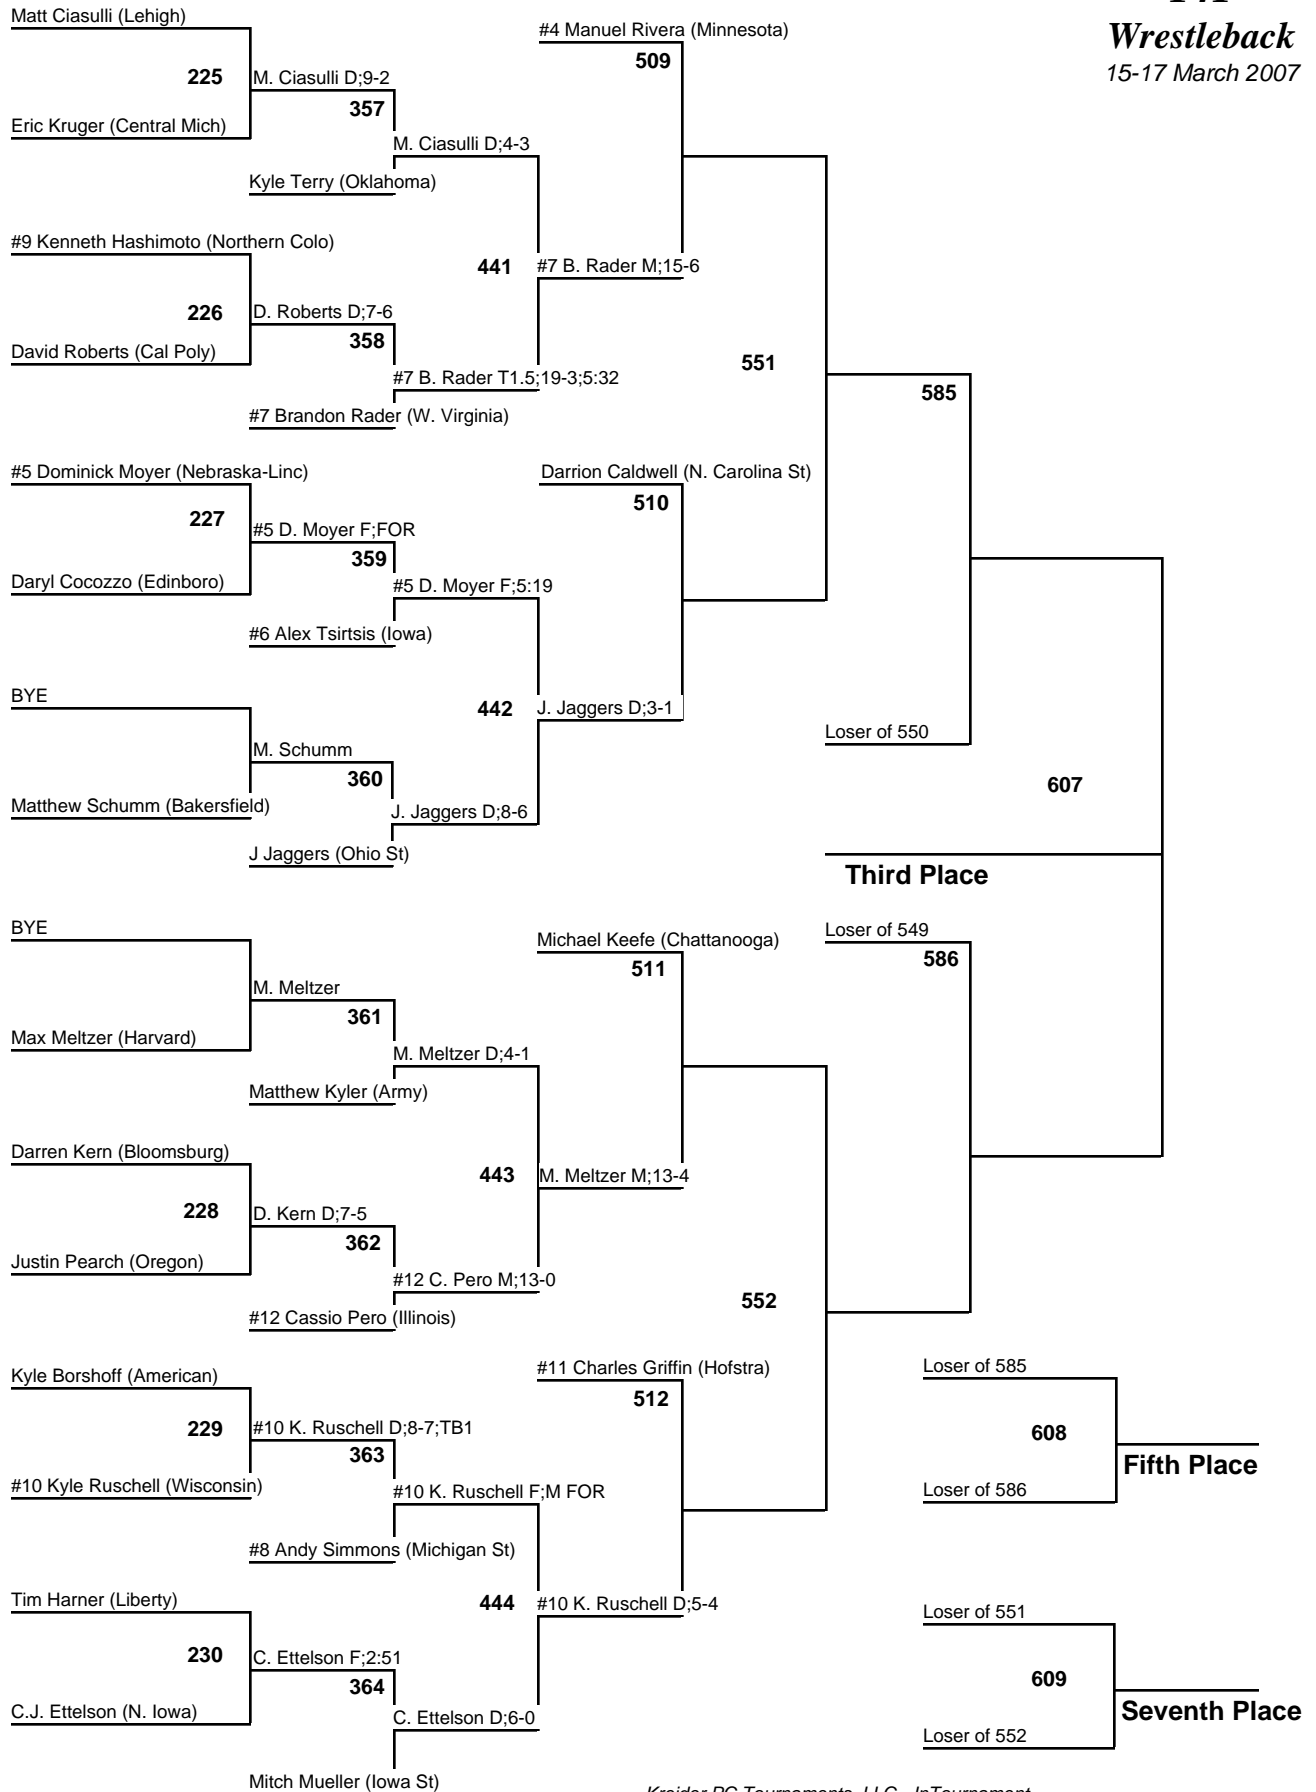 Wrestleback
15-17 March 2007
Matt Ciasulli (Lehigh)
225
Eric Kruger (Central Mich)
M. Ciasulli D;9-2
357
Kyle Terry (Oklahoma)
M. Ciasulli D;4-3
#9 Kenneth Hashimoto (Northern Colo)
226
David Roberts (Cal Poly)
D. Roberts D;7-6
358
#7 Brandon Rader (W. Virginia)
#7 B. Rader T1.5;19-3;5:32
441
#7 B. Rader M;15-6
#4 Manuel Rivera (Minnesota)
509
#5 Dominick Moyer (Nebraska-Linc)
227
Daryl Cocozzo (Edinboro)
#5 D. Moyer F;FOR
359
#6 Alex Tsirtsis (Iowa)
#5 D. Moyer F;5:19
BYE
Matthew Schumm (Bakersfield)
M. Schumm
360
J Jaggers (Ohio St)
J. Jaggers D;8-6
442
J. Jaggers D;3-1
Darrion Caldwell (N. Carolina St)
510
551
585
Loser of 550
607
Third Place
BYE
Max Meltzer (Harvard)
M. Meltzer
361
Matthew Kyler (Army)
M. Meltzer D;4-1
Darren Kern (Bloomsburg)
228
Justin Pearch (Oregon)
D. Kern D;7-5
362
#12 Cassio Pero (Illinois)
#12 C. Pero M;13-0
443
M. Meltzer M;13-4
Michael Keefe (Chattanooga)
511
Loser of 549
586
552
Kyle Borshoff (American)
229
#10 Kyle Ruschell (Wisconsin)
#10 K. Ruschell D;8-7;TB1
363
#8 Andy Simmons (Michigan St)
#10 K. Ruschell F;M FOR
Tim Harner (Liberty)
230
C.J. Ettelson (N. Iowa)
C. Ettelson F;2:51
364
Mitch Mueller (Iowa St)
C. Ettelson D;6-0
444
#10 K. Ruschell D;5-4
#11 Charles Griffin (Hofstra)
512
Loser of 585
608
Loser of 586
Fifth Place
Loser of 551
609
Loser of 552
Seventh Place